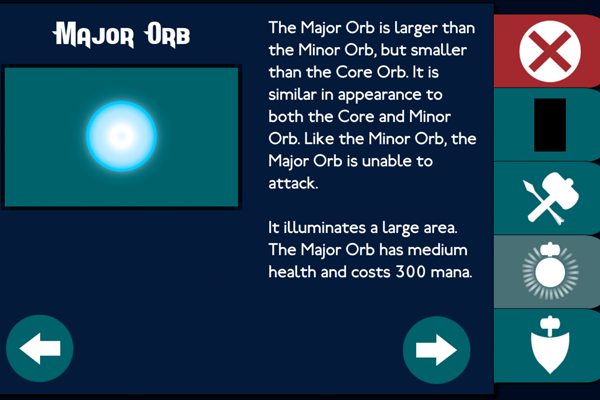 Major Orb
The Major Orb is larger than
the Minor Orb, but smaller
than the Core Orb. It is
similar in appearance to
both the Core and Minor
Orb. Like the Minor Orb, the
Major Orb is unable to
attack.
It illuminates a large area.
The Major Orb has medium
health and costs 300 mana.